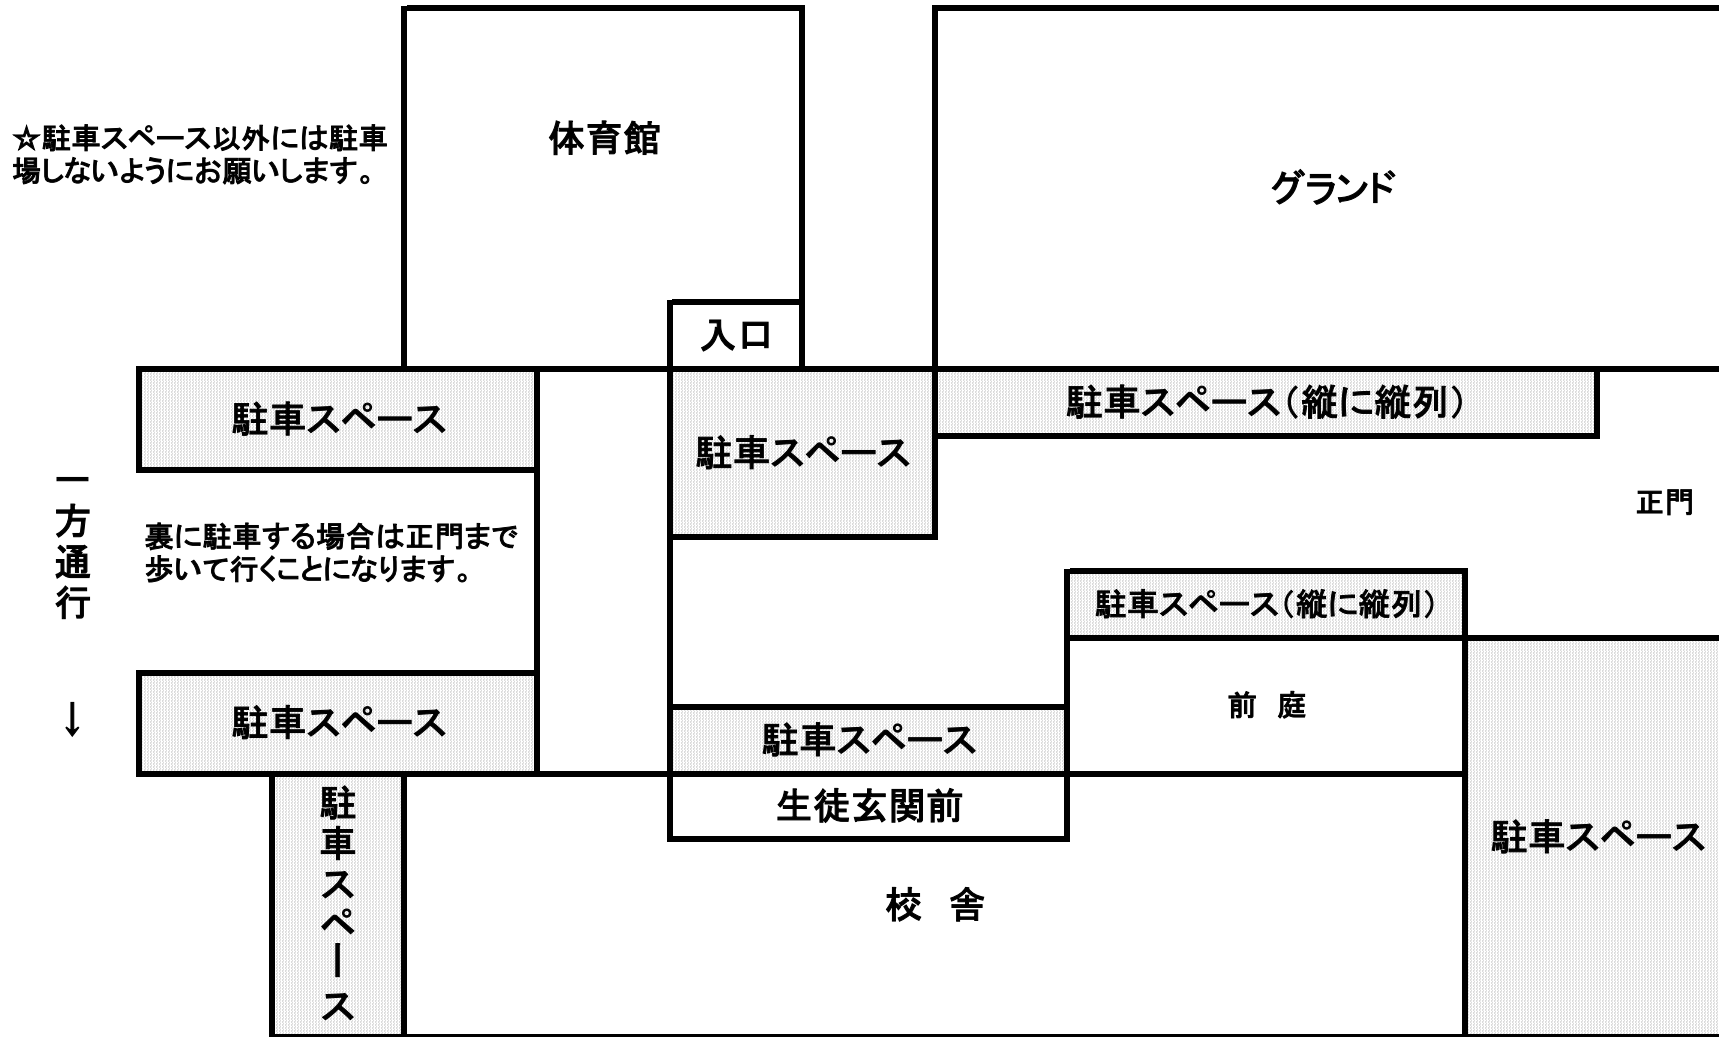 体育館
グランド
☆駐車スペース以外には駐車
場しないようにお願いします。
入口
駐車スペース
駐車スペース
駐車スペース（縦に縦列）
一方通行
↓
裏に駐車する場合は正門まで
歩いて行くことになります。
正門
駐車スペース（縦に縦列）
前　庭
駐車スペース
駐車スペース
生徒玄関前
駐車スペース
校　舎
駐車スペース